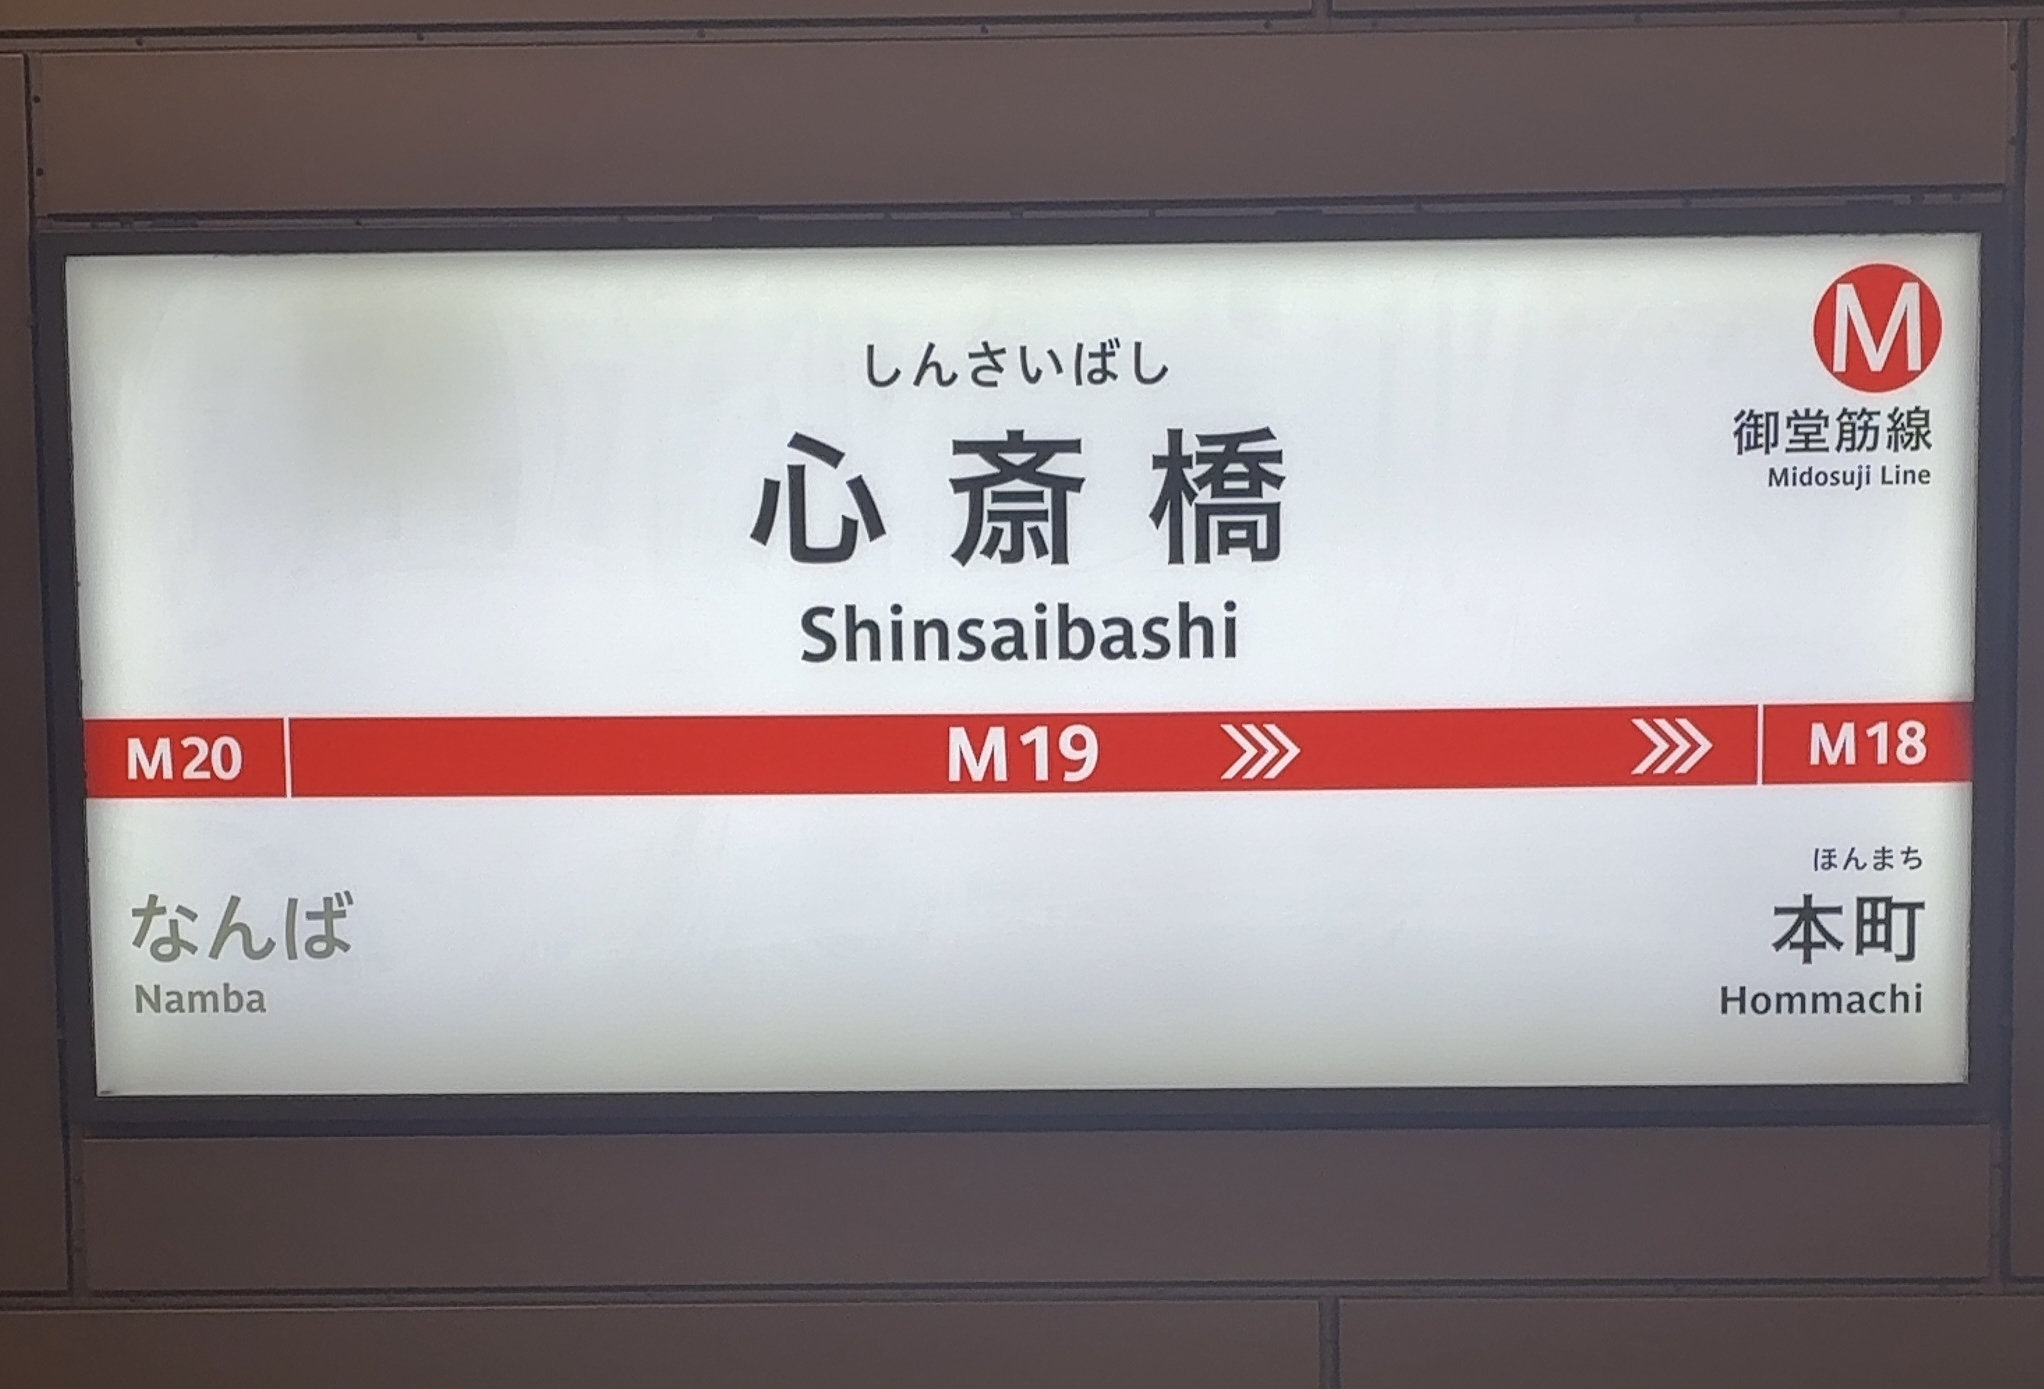 M
御堂筋線
Midosuji Line
しんさいばし
心斎橋
Shinsaibashi
M20 M19 M18
なんば
Namba
ほんまち
本町
Hommachi